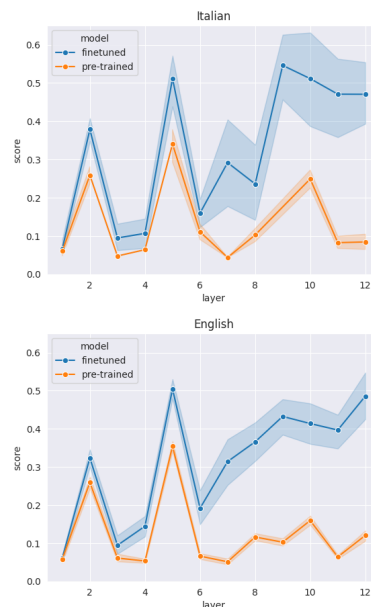 Italian
model
finetuned
pre-trained
score
0.6
0.5
0.4
0.3
0.2
0.1
0.0
2 4 6 8 10 12
layer
English
model
finetuned
pre-trained
score
0.6
0.5
0.4
0.3
0.2
0.1
0.0
2 4 6 8 10 12
layer